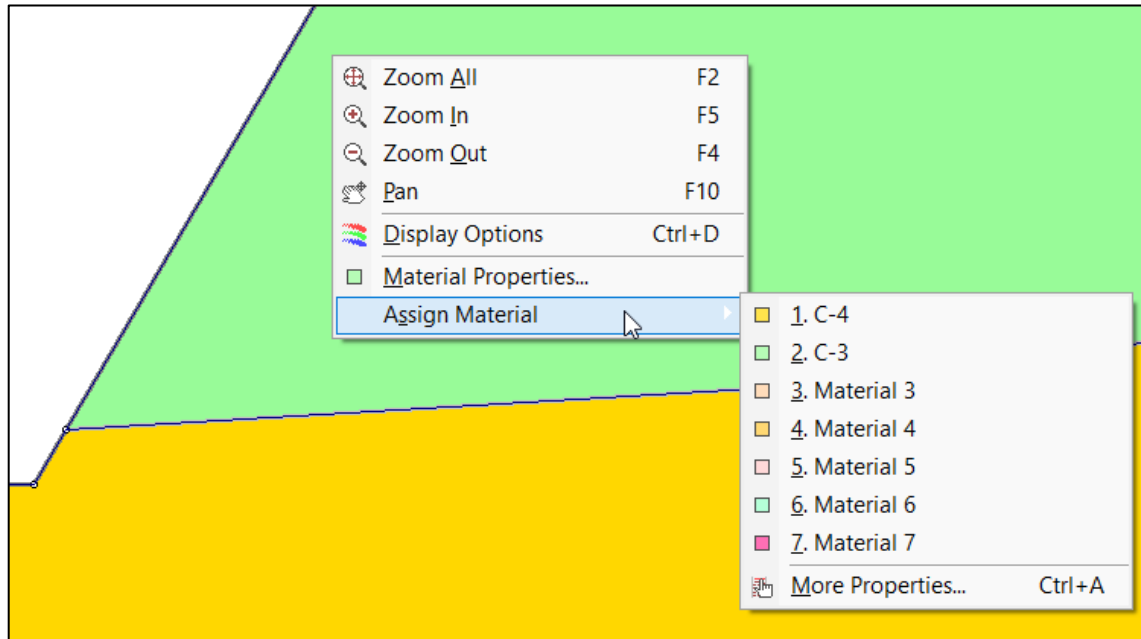 Zoom All F2
Zoom In F5
Zoom Out F4
Pan F10
Display Options Ctrl+D
Material Properties...
Assign Material
1. C-4
2. C-3
3. Material 3
4. Material 4
5. Material 5
6. Material 6
7. Material 7
More Properties... Ctrl+A